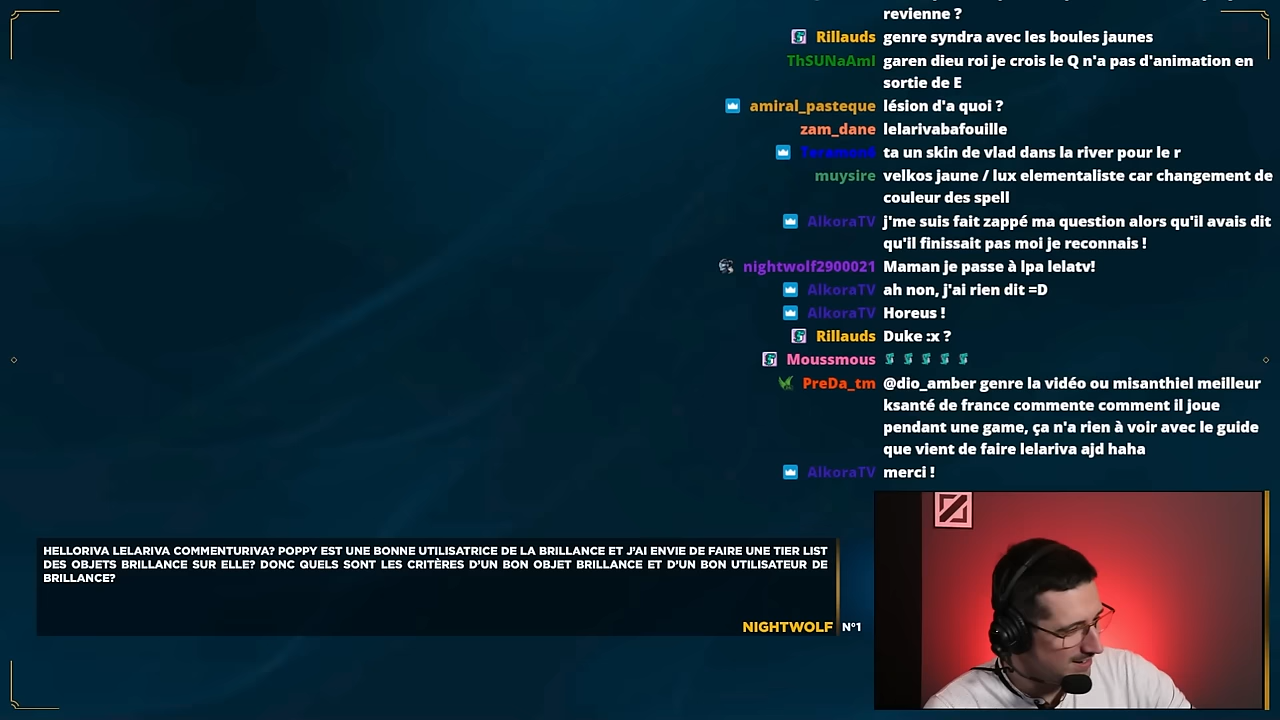 revienne ?
Rillauds genre syndra avec les boules jaunes
ThSUNaAmI garen dieu roi je crois le Q n'a pas d'animation en
sortie de E
amiral_pasteque lésion d'a quoi ?
zam_dane lelarivabafouille
ta un skin de vlad dans la river pour le r
muysire velkos jaune / lux elementaliste car changement de
couleur des spell
AlkoraTV j'me suis fait zappé ma question alors qu'il avais dit
qu'il finissait pas moi je reconnais !
nightwolf2900021 Maman je passe à lpa lelatv!
AlkoraTV ah non, j'ai rien dit =D
AlkoraTV Horeus !
Rillauds Duke :x ?
Moussmous
PreDa_tm @dio_amber genre la vidéo ou misanthiel meilleur
ksanté de france commente comment il joue
pendant une game, ça n'a rien à voir avec le guide
que vient de faire lelariva ajd haha
AlkoraTV merci !
HELLORIVA LELARIVA COMMENTURIVA? POPPY EST UNE BONNE UTILISATRICE DE LA BRILLANCE ET J'AI ENVIE DE FAIRE UNE TIER LIST
DES OBJETS BRILLANCE SUR ELLE? DONC QUELS SONT LES CRITÈRES D'UN BON OBJET BRILLANCE ET D'UN BON UTILISATEUR DE
BRILLANCE?
NIGHTWOLF N°1